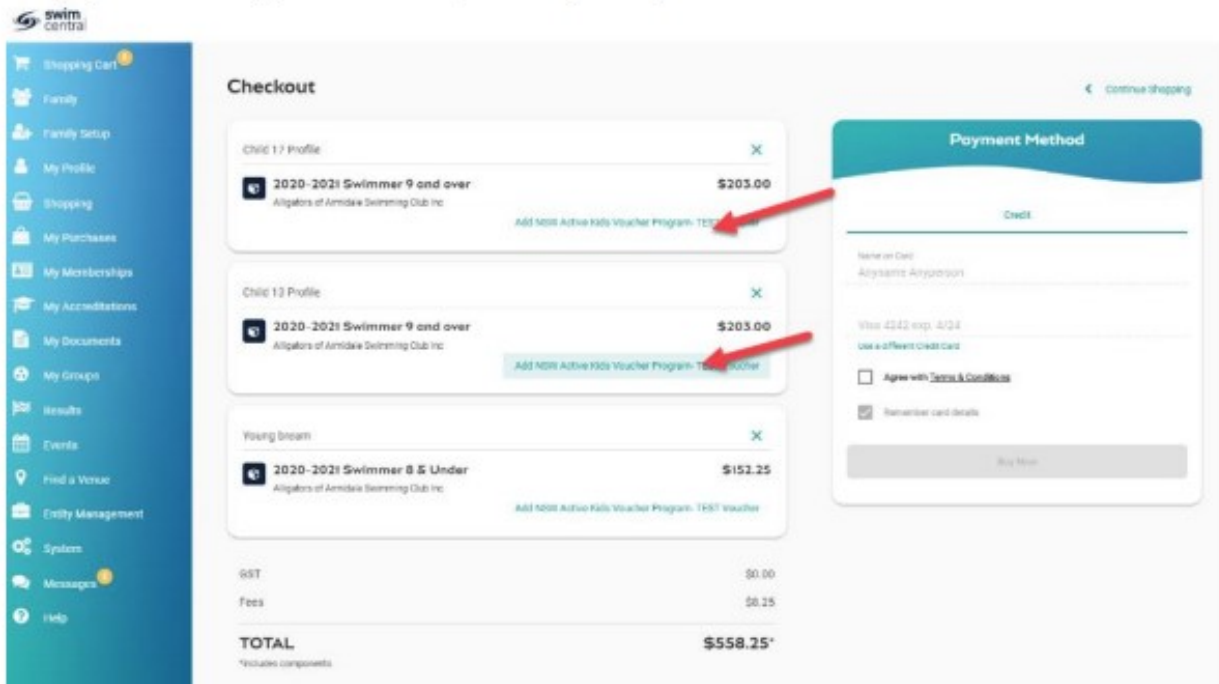 swim
central
Shopping Cart
Family
Family Setup
My Profile
Shopping
My Purchases
My Memberships
My Accreditations
My Documents
My Groups
Results
Events
Find a Venue
Entity Management
System
Messages
Help
Checkout
Continue Shopping
Child 17 Profile
2020-2021 Swimmer 9 and over $203.00
Alligators of Armidale Swimming Club Inc
Add NSW Active Kids Voucher Program- TEST
Child 13 Profile
2020-2021 Swimmer 9 and over $203.00
Alligators of Armidale Swimming Club Inc
Add NSW Active Kids Voucher Program- Voucher
Young bream
2020-2021 Swimmer 8 & Under $152.25
Alligators of Armidale Swimming Club Inc
Add NSW Active Kids Voucher Program- TEST Voucher
GST $0.00
Fees $8.25
TOTAL $558.25*
*includes components
Payment Method
Credit
Name on Card
Anyname Anyperson
Visa 4242 exp. 4/24
Use a different Credit Card
Agree with Terms & Conditions
Remember card details
Buy Now